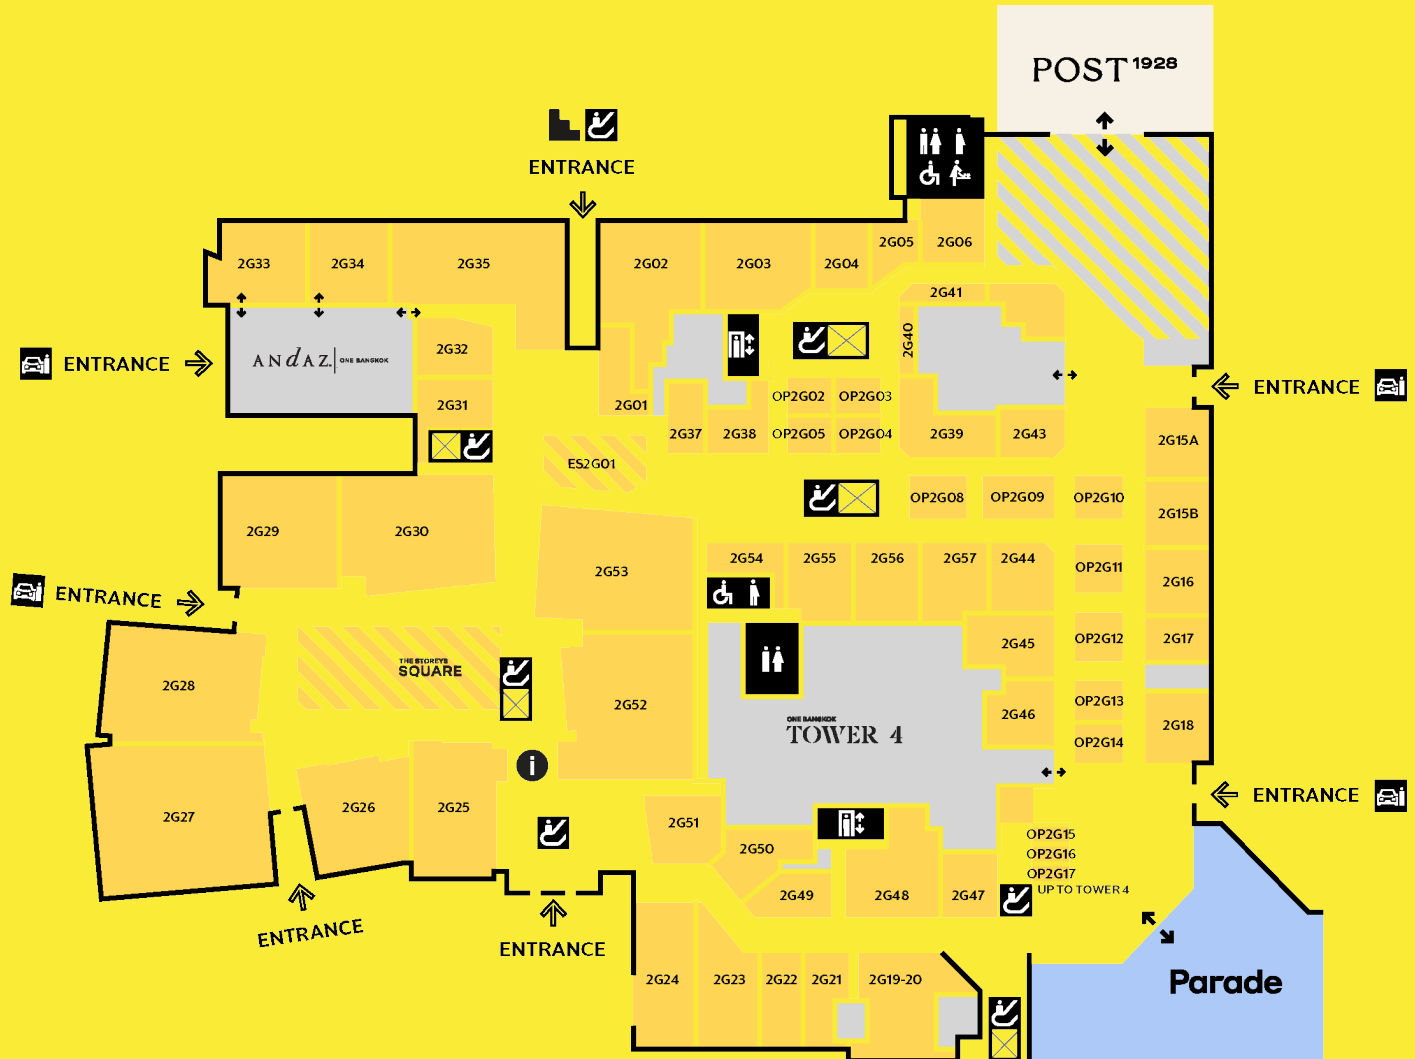 POST 1928
ENTRANCE
2G33
2G34
2G35
2G02
2G03
2G04
2G05
2G06
2G41
2G40
ANdAZ. ONE BANGKOK
ENTRANCE
2G32
2G31
2G01
2G37
2G38
OP2G02
OP2G03
OP2G05
OP2G04
2G39
2G43
ENTRANCE
2G15A
ES2G01
OP2G08
OP2G09
OP2G10
2G15B
2G29
2G30
2G53
2G54
2G55
2G56
2G57
2G44
OP2G11
2G16
ENTRANCE
2G45
OP2G12
2G17
THE STOREYS
SQUARE
2G28
2G52
2G46
OP2G13
2G18
ONE BANGKOK
TOWER 4
OP2G14
i
ENTRANCE
2G27
2G26
2G25
2G51
2G50
OP2G15
OP2G16
OP2G17
UP TO TOWER 4
2G49
2G48
2G47
ENTRANCE
ENTRANCE
2G24
2G23
2G22
2G21
2G19-20
Parade